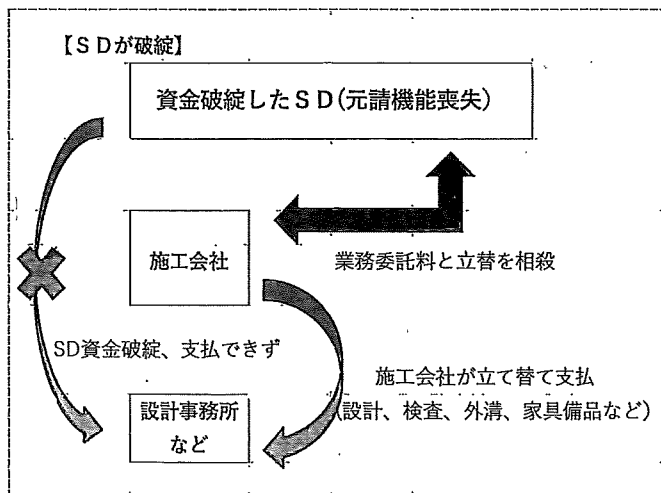 【ＳＤが破綻】
資金破綻したＳＤ(元請機能喪失)
施工会社
業務委託料と立替を相殺
SD資金破綻、支払できず
施工会社が立て替て支払
(設計、検査、外溝、家具備品など)
設計事務所
など